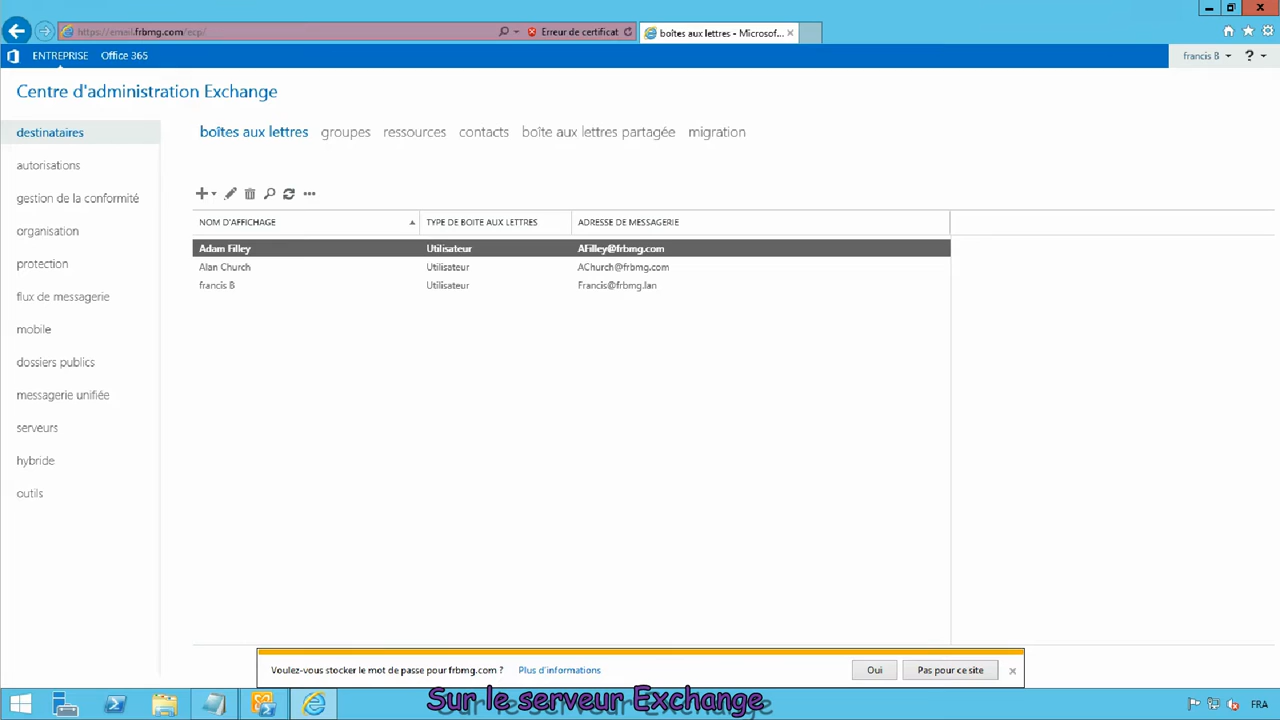 https://email.frbmg.com/ecp/
Erreur de certificat
boîtes aux lettres - Microsof...
ENTREPRISE Office 365
francis B ?
Centre d'administration Exchange
destinataires
autorisations
gestion de la conformité
organisation
protection
flux de messagerie
mobile
dossiers publics
messagerie unifiée
serveurs
hybride
outils
boîtes aux lettres groupes ressources contacts boîte aux lettres partagée migration
NOM D'AFFICHAGE TYPE DE BOITE AUX LETTRES ADRESSE DE MESSAGERIE
Adam Filley Utilisateur AFilley@frbmg.com
Alan Church Utilisateur AChurch@frbmg.com
francis B Utilisateur Francis@frbmg.lan
Voulez-vous stocker le mot de passe pour frbmg.com ? Plus d'informations Oui Pas pour ce site
Sur le serveur Exchange
FRA